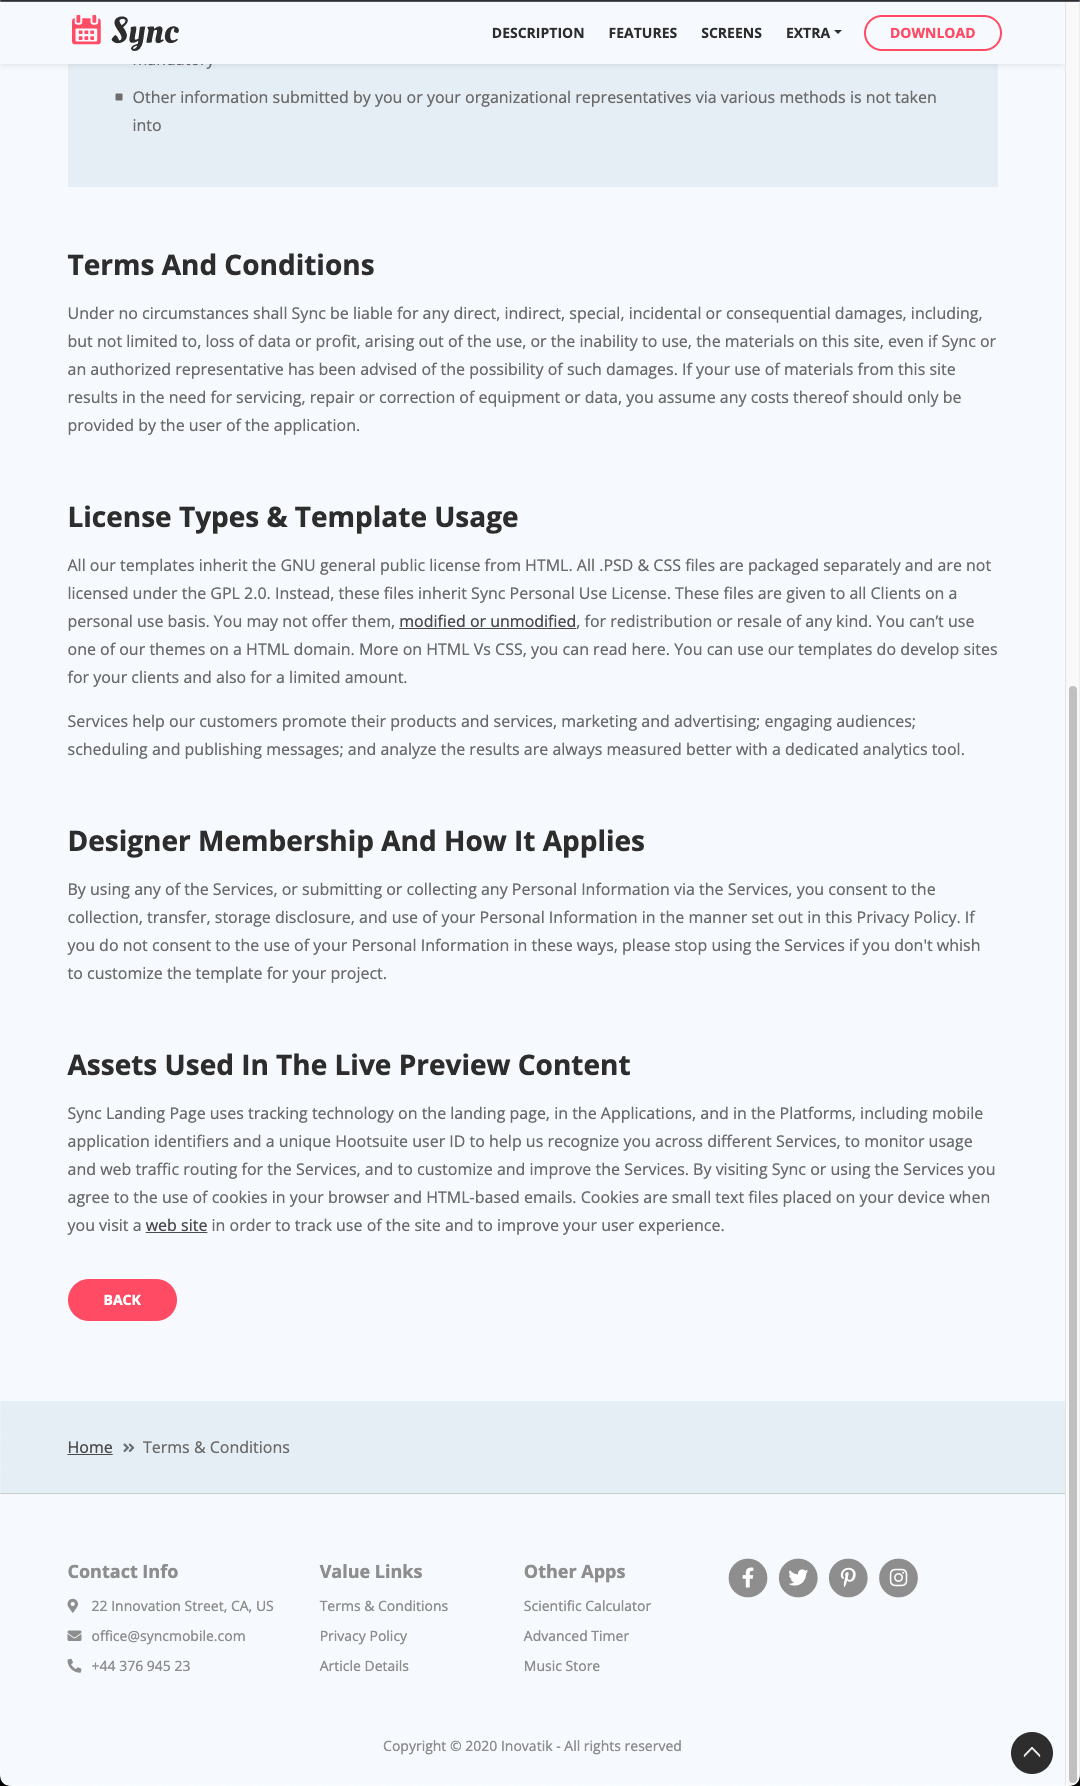 Sync
DESCRIPTION FEATURES SCREENS EXTRA DOWNLOAD
mandatory
Other information submitted by you or your organizational representatives via various methods is not taken
into
Terms And Conditions
Under no circumstances shall Sync be liable for any direct, indirect, special, incidental or consequential damages, including,
but not limited to, loss of data or profit, arising out of the use, or the inability to use, the materials on this site, even if Sync or
an authorized representative has been advised of the possibility of such damages. If your use of materials from this site
results in the need for servicing, repair or correction of equipment or data, you assume any costs thereof should only be
provided by the user of the application.
License Types & Template Usage
All our templates inherit the GNU general public license from HTML. All .PSD & CSS files are packaged separately and are not
licensed under the GPL 2.0. Instead, these files inherit Sync Personal Use License. These files are given to all Clients on a
personal use basis. You may not offer them, modified or unmodified, for redistribution or resale of any kind. You can’t use
one of our themes on a HTML domain. More on HTML Vs CSS, you can read here. You can use our templates do develop sites
for your clients and also for a limited amount.
Services help our customers promote their products and services, marketing and advertising; engaging audiences;
scheduling and publishing messages; and analyze the results are always measured better with a dedicated analytics tool.
Designer Membership And How It Applies
By using any of the Services, or submitting or collecting any Personal Information via the Services, you consent to the
collection, transfer, storage disclosure, and use of your Personal Information in the manner set out in this Privacy Policy. If
you do not consent to the use of your Personal Information in these ways, please stop using the Services if you don't whish
to customize the template for your project.
Assets Used In The Live Preview Content
Sync Landing Page uses tracking technology on the landing page, in the Applications, and in the Platforms, including mobile
application identifiers and a unique Hootsuite user ID to help us recognize you across different Services, to monitor usage
and web traffic routing for the Services, and to customize and improve the Services. By visiting Sync or using the Services you
agree to the use of cookies in your browser and HTML-based emails. Cookies are small text files placed on your device when
you visit a web site in order to track use of the site and to improve your user experience.
BACK
Home » Terms & Conditions
Contact Info
22 Innovation Street, CA, US
office@syncmobile.com
+44 376 945 23
Value Links
Terms & Conditions
Privacy Policy
Article Details
Other Apps
Scientific Calculator
Advanced Timer
Music Store
Copyright © 2020 Inovatik - All rights reserved